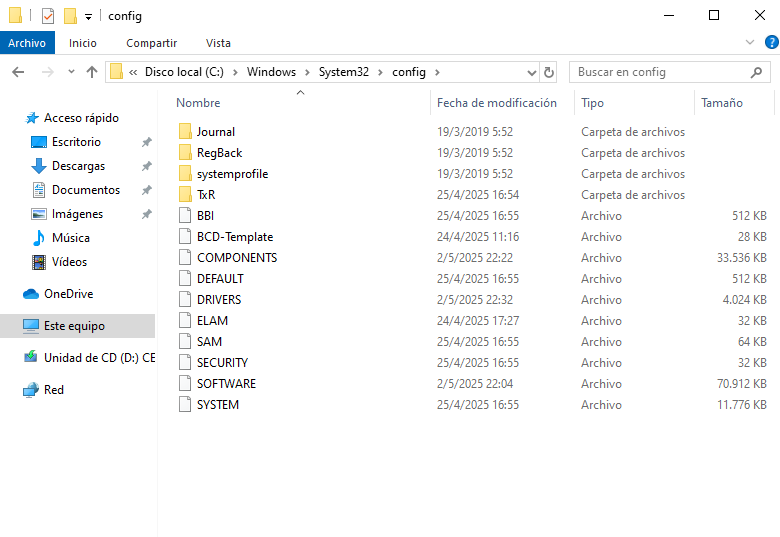 config
Archivo Inicio Compartir Vista
« Disco local (C:) > Windows > System32 > config >
Buscar en config
Acceso rápido
Escritorio
Descargas
Documentos
Imágenes
Música
Vídeos
OneDrive
Este equipo
Unidad de CD (D:) CE
Red
Nombre Fecha de modificación Tipo Tamaño
Journal 19/3/2019 5:52 Carpeta de archivos
RegBack 19/3/2019 5:52 Carpeta de archivos
systemprofile 19/3/2019 5:52 Carpeta de archivos
TxR 25/4/2025 16:54 Carpeta de archivos
BBI 25/4/2025 16:55 Archivo 512 KB
BCD-Template 24/4/2025 11:16 Archivo 28 KB
COMPONENTS 2/5/2025 22:22 Archivo 33.536 KB
DEFAULT 25/4/2025 16:55 Archivo 512 KB
DRIVERS 2/5/2025 22:32 Archivo 4.024 KB
ELAM 24/4/2025 17:27 Archivo 32 KB
SAM 25/4/2025 16:55 Archivo 64 KB
SECURITY 25/4/2025 16:55 Archivo 32 KB
SOFTWARE 2/5/2025 22:04 Archivo 70.912 KB
SYSTEM 25/4/2025 16:55 Archivo 11.776 KB